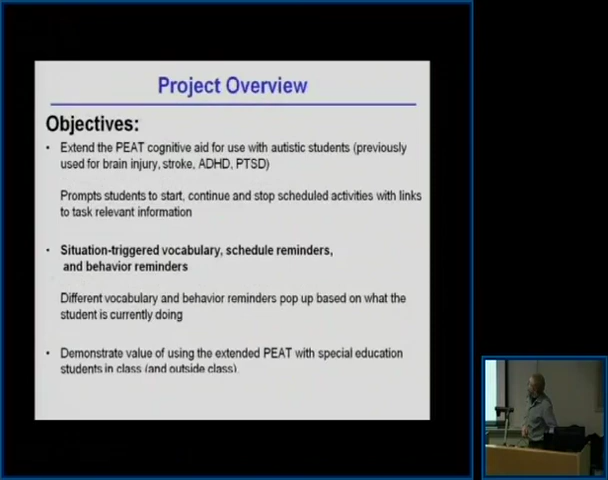 Project Overview
Objectives:
• Extend the PEAT cognitive aid for use with autistic students (previously
used for brain injury, stroke, ADHD, PTSD)
Prompts students to start, continue and stop scheduled activities with links
to task relevant information
• Situation-triggered vocabulary, schedule reminders,
and behavior reminders
Different vocabulary and behavior reminders pop up based on what the
student is currently doing
• Demonstrate value of using the extended PEAT with special education
students in class (and outside class).